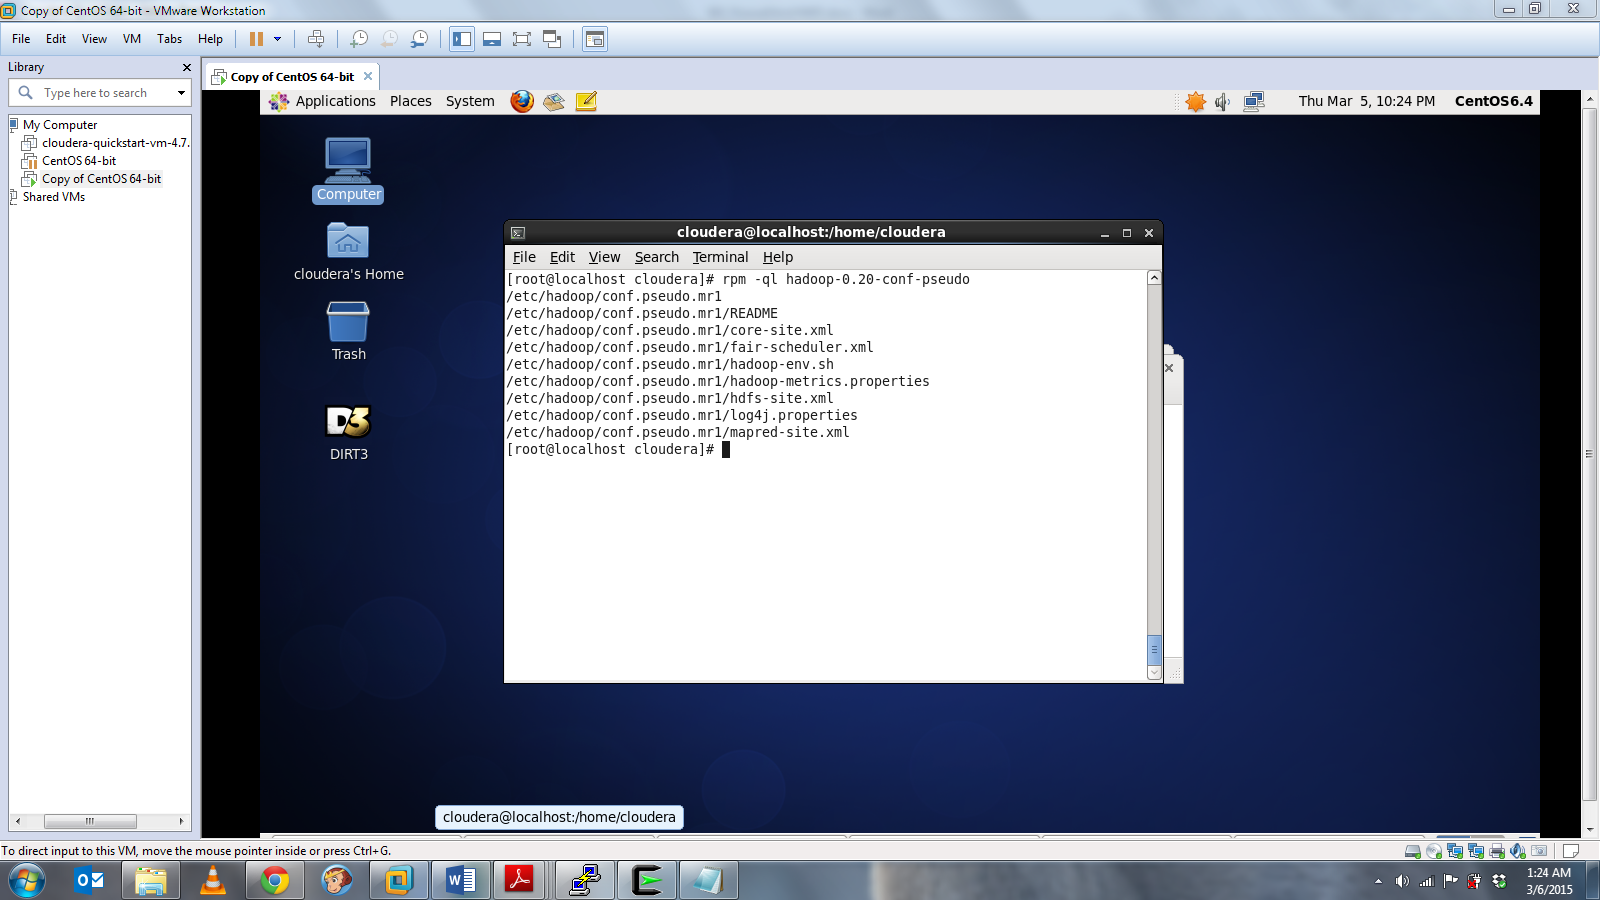 Copy of CentOS 64-bit - VMware Workstation
File Edit View VM Tabs Help
Library
Copy of CentOS 64-bit
Type here to search
My Computer
cloudera-quickstart-vm-4.7.
CentOS 64-bit
Copy of CentOS 64-bit
Shared VMs
Applications Places System
Thu Mar 5, 10:24 PM CentOS6.4
Computer
cloudera's Home
Trash
D3
DIRT3
cloudera@localhost:/home/cloudera
File Edit View Search Terminal Help
[root@localhost cloudera]# rpm -ql hadoop-0.20-conf-pseudo
/etc/hadoop/conf.pseudo.mr1
/etc/hadoop/conf.pseudo.mr1/README
/etc/hadoop/conf.pseudo.mr1/core-site.xml
/etc/hadoop/conf.pseudo.mr1/fair-scheduler.xml
/etc/hadoop/conf.pseudo.mr1/hadoop-env.sh
/etc/hadoop/conf.pseudo.mr1/hadoop-metrics.properties
/etc/hadoop/conf.pseudo.mr1/hdfs-site.xml
/etc/hadoop/conf.pseudo.mr1/log4j.properties
/etc/hadoop/conf.pseudo.mr1/mapred-site.xml
[root@localhost cloudera]#
cloudera@localhost:/home/cloudera
To direct input to this VM, move the mouse pointer inside or press Ctrl+G.
1:24 AM
3/6/2015